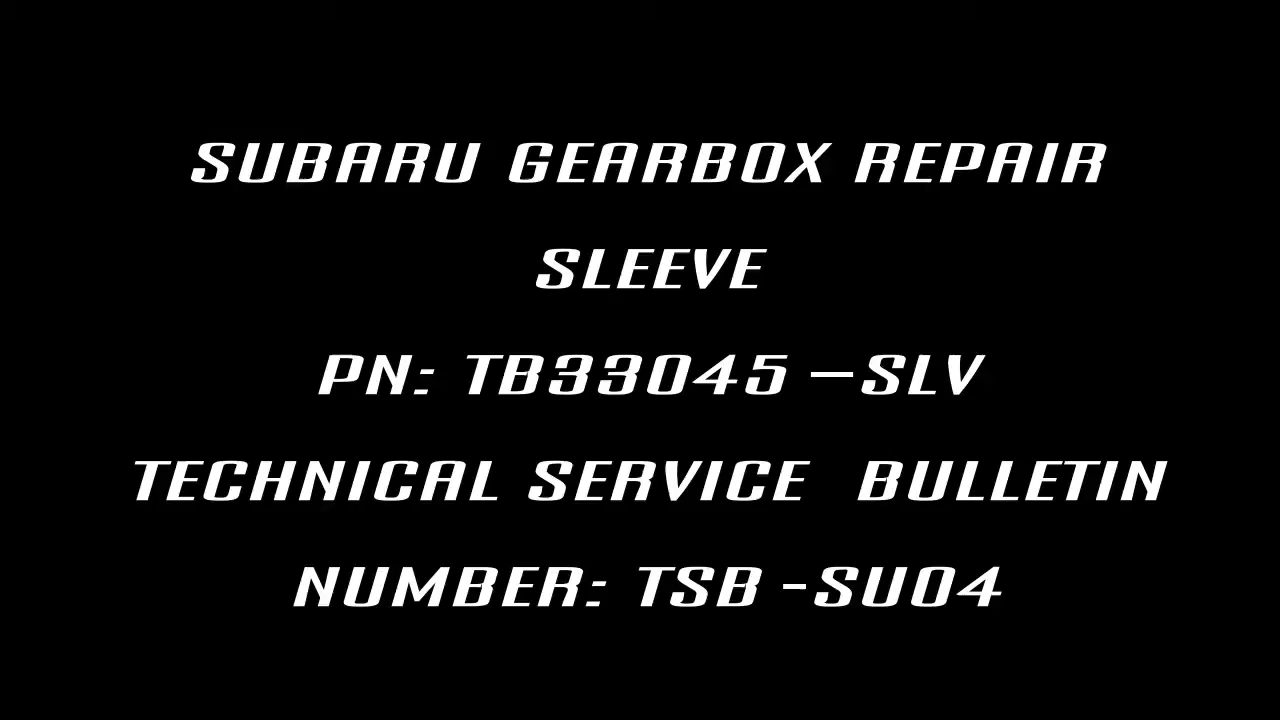 SUBARU GEARBOX REPAIR
SLEEVE
PN: TB33045 –SLV
TECHNICAL SERVICE  BULLETIN
NUMBER: TSB -SU04